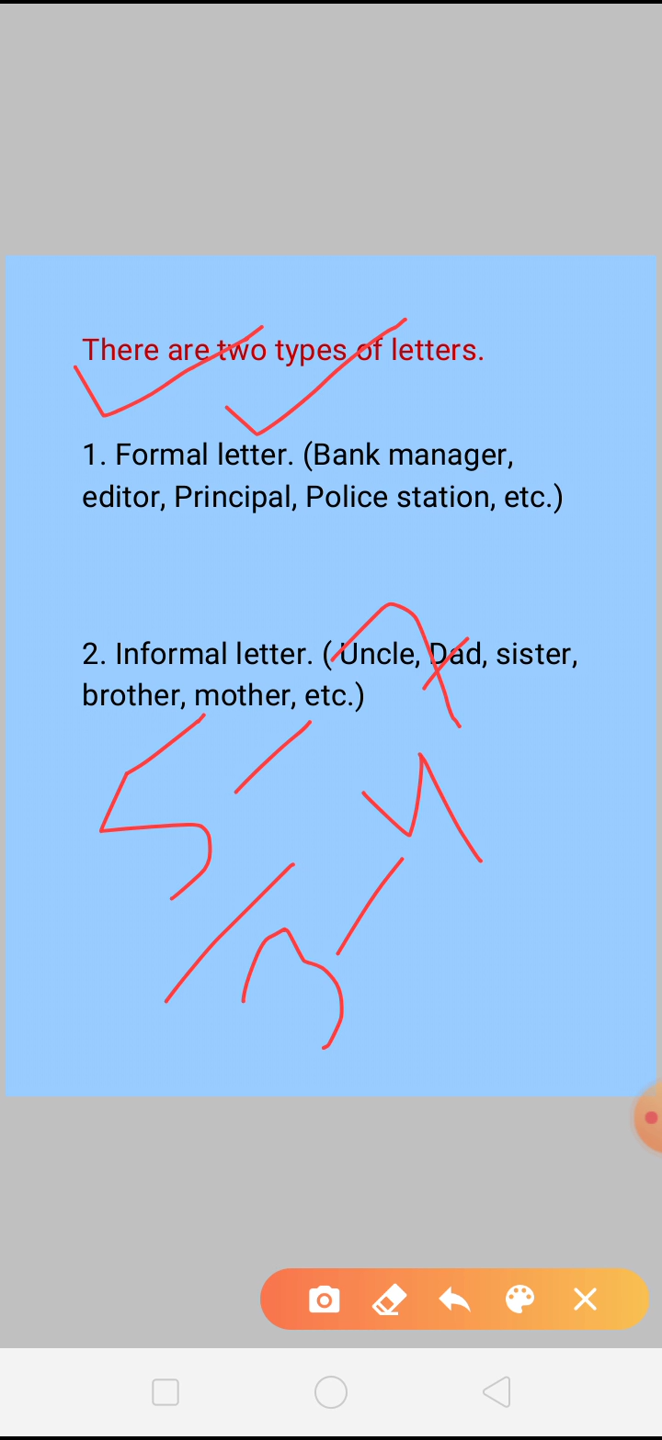 There are two types of letters.
1. Formal letter. (Bank manager,
editor, Principal, Police station, etc.)
2. Informal letter. ( Uncle, Dad, sister,
brother, mother, etc.)